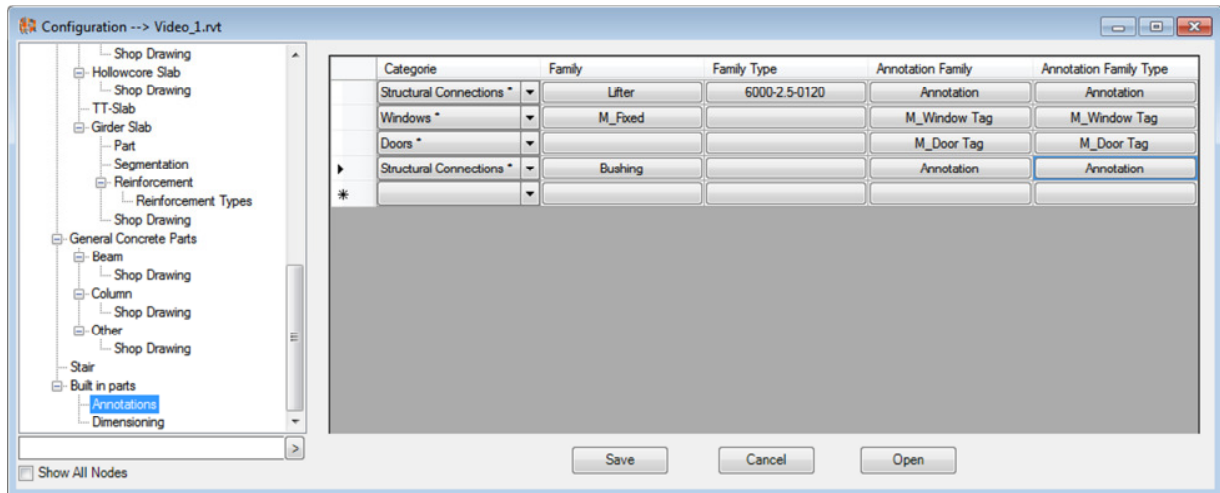 Configuration --> Video_1.rvt
Shop Drawing
Hollowcore Slab
Shop Drawing
TT-Slab
Girder Slab
Part
Segmentation
Reinforcement
Reinforcement Types
Shop Drawing
General Concrete Parts
Beam
Shop Drawing
Column
Shop Drawing
Other
Shop Drawing
Stair
Built in parts
Annotations
Dimensioning
>
Show All Nodes
Categorie Family Family Type Annotation Family Annotation Family Type
Structural Connections * Lifter 6000-2.5-0120 Annotation Annotation
Windows * M_Fixed M_Window Tag M_Window Tag
Doors * M_Door Tag M_Door Tag
Structural Connections * Bushing Annotation Annotation
Save Cancel Open